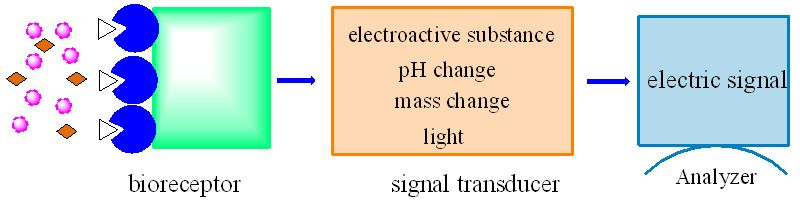 electroactive substance
pH change
mass change
light
electric signal
bioreceptor
signal transducer
Analyzer